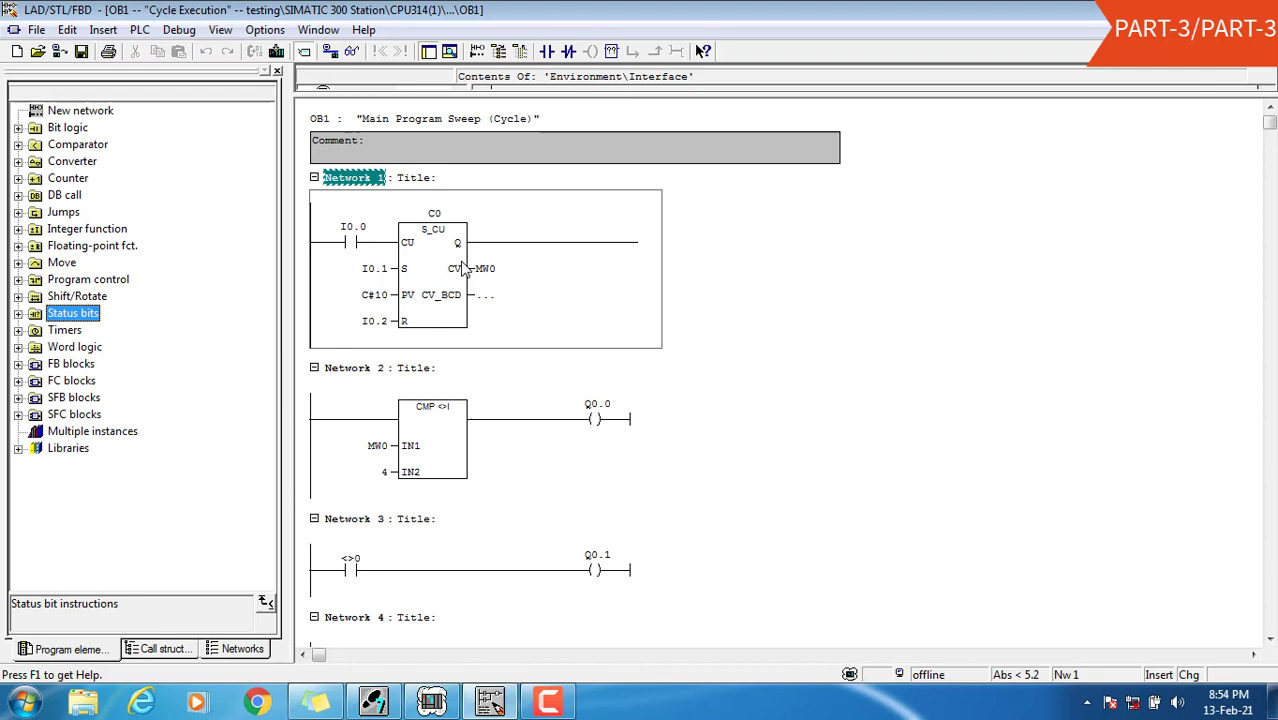 LAD/STL/FBD - [OB1 -- "Cycle Execution" -- testing\SIMATIC 300 Station\CPU314(1)\...\OB1]
PART-3/PART-3
File Edit Insert PLC Debug View Options Window Help
Contents Of: 'Environment\Interface'
New network
Bit logic
Comparator
Converter
Counter
DB call
Jumps
Integer function
Floating-point fct.
Move
Program control
Shift/Rotate
Status bits
Timers
Word logic
FB blocks
FC blocks
SFB blocks
SFC blocks
Multiple instances
Libraries
Status bit instructions
Program eleme...
Call struct...
Networks
OB1 : "Main Program Sweep (Cycle)"
Comment:
Network 1: Title:
C0
I0.0
S_CU
CU Q
I0.1 S CV MW0
C#10 PV CV_BCD ...
I0.2 R
Network 2 : Title:
CMP <>I
Q0.0
MW0 IN1
4 IN2
Network 3 : Title:
<>0
Q0.1
Network 4 : Title:
Press F1 to get Help.
offline
Abs < 5.2
Nw 1
Insert
Chg
8:54 PM
13-Feb-21